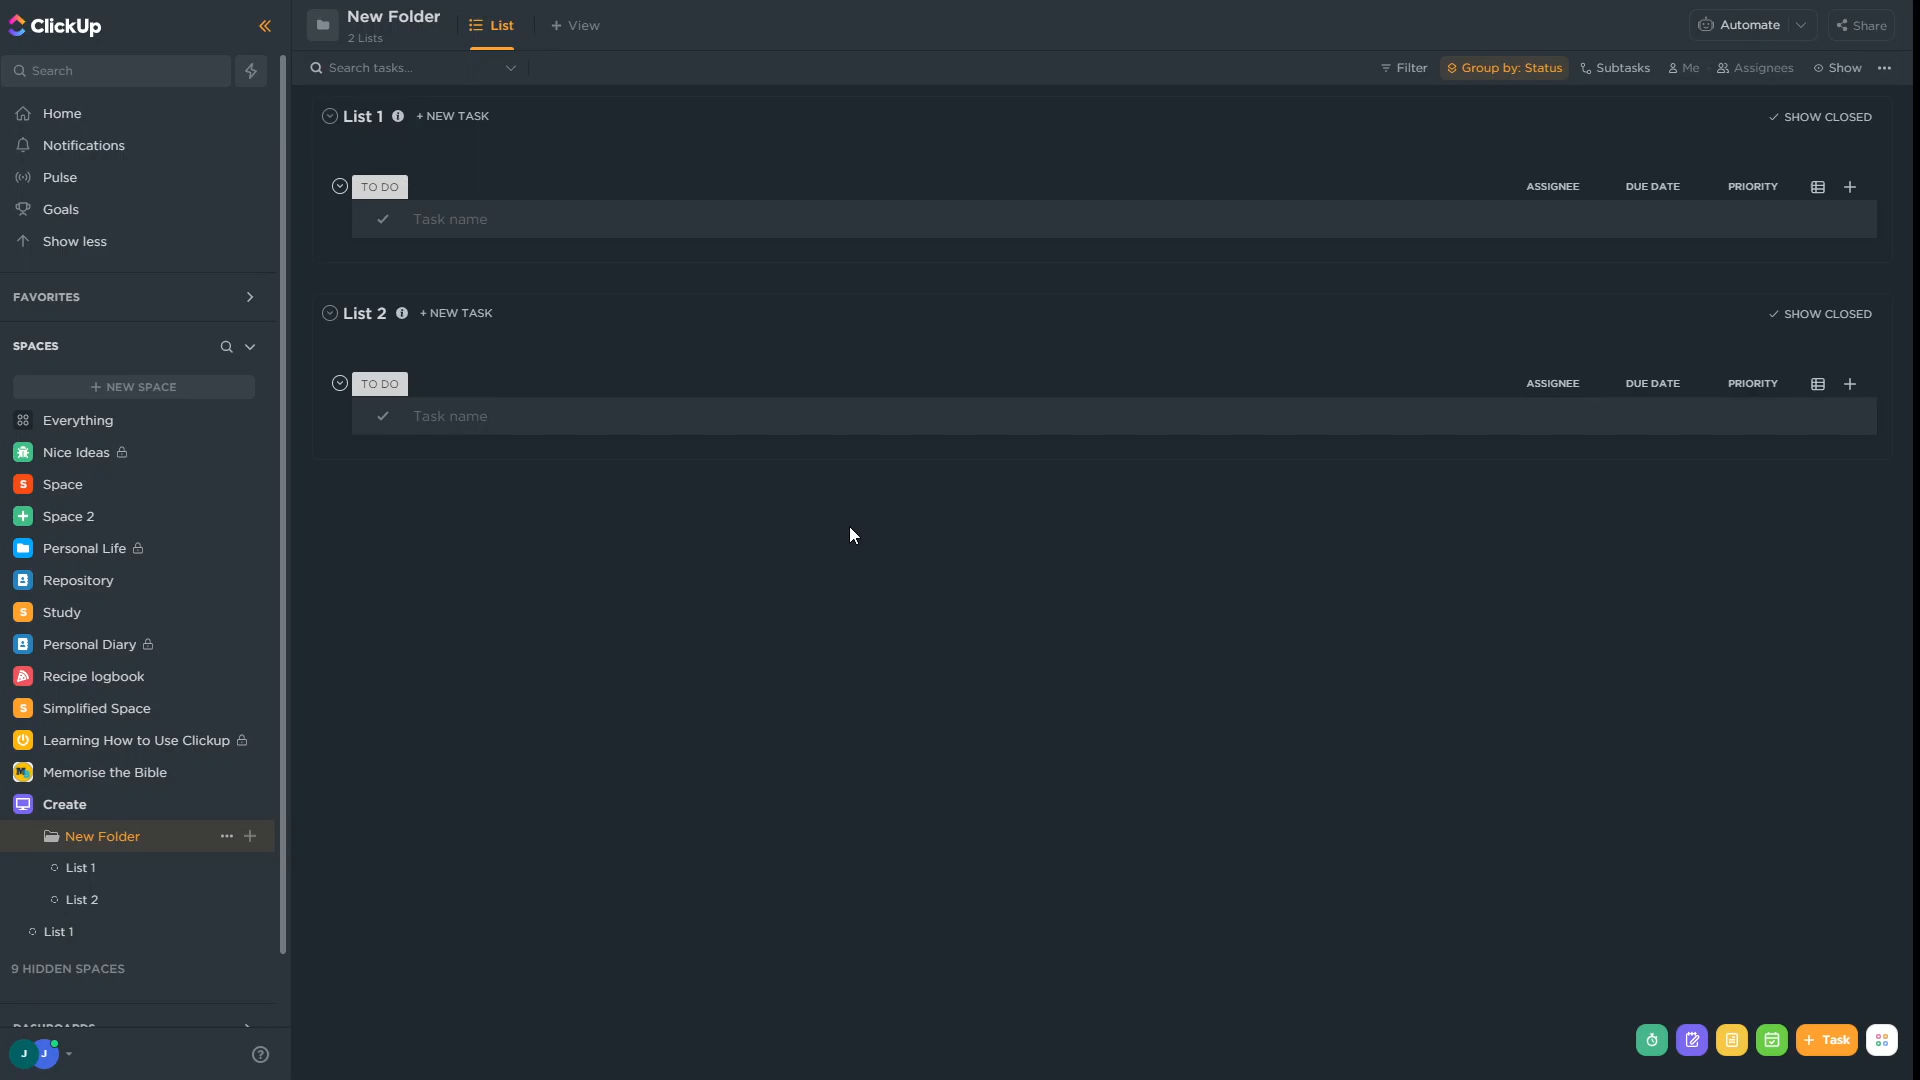 ClickUp
Search
Home
Notifications
Pulse
Goals
Show less
FAVORITES
SPACES
+ NEW SPACE
Everything
Nice Ideas
S Space
Space 2
Personal Life
Repository
S Study
Personal Diary
Recipe logbook
S Simplified Space
Learning How to Use Clickup
Memorise the Bible
Create
New Folder
List 1
List 2
List 1
9 HIDDEN SPACES
DASHBOARDS
J J
New Folder
2 Lists
List
+ View
Automate
Share
Search tasks...
Filter
Group by: Status
Subtasks
Me
Assignees
Show
List 1 + NEW TASK
SHOW CLOSED
TO DO ASSIGNEE DUE DATE PRIORITY
Task name
List 2 + NEW TASK
SHOW CLOSED
TO DO ASSIGNEE DUE DATE PRIORITY
Task name
+ Task